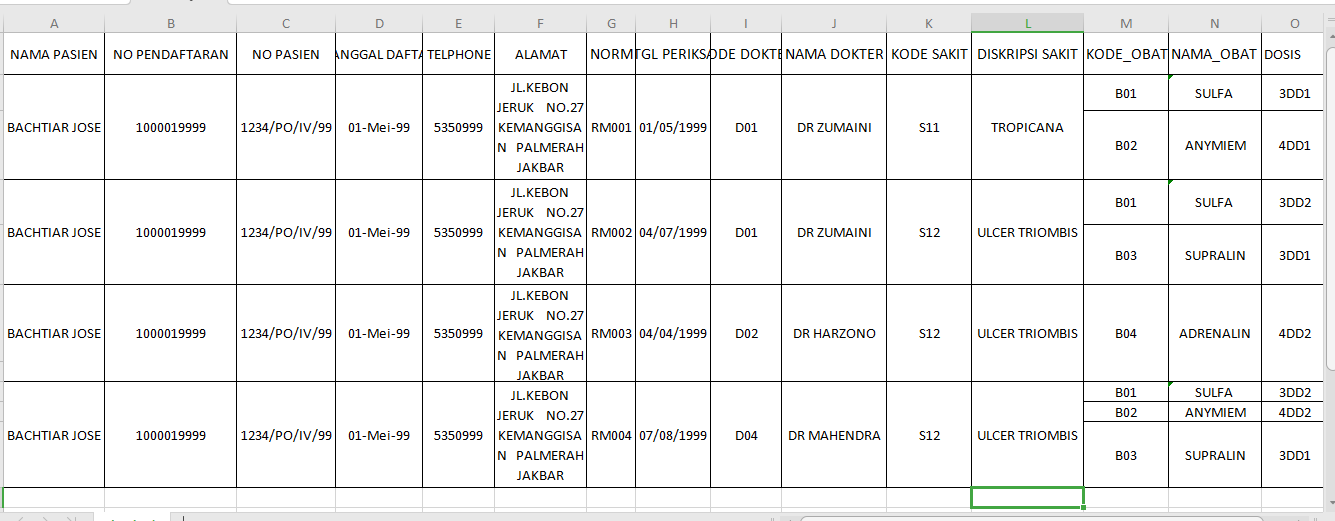 A B C D E F G H I J K L M N O
NAMA PASIEN NO PENDAFTARAN NO PASIEN ANGGAL DAFTA TELPHONE ALAMAT NORM TGL PERIKSA ODE DOKTE NAMA DOKTER KODE SAKIT DISKRIPSI SAKIT KODE_OBAT NAMA_OBAT DOSIS
BACHTIAR JOSE 1000019999 1234/PO/IV/99 01-Mei-99 5350999
JL.KEBON
JERUK NO.27
KEMANGGISA
N PALMERAH
JAKBAR
RM001 01/05/1999 D01 DR ZUMAINI S11 TROPICANA
B01 SULFA 3DD1
B02 ANYMIEM 4DD1
BACHTIAR JOSE 1000019999 1234/PO/IV/99 01-Mei-99 5350999
JL.KEBON
JERUK NO.27
KEMANGGISA
N PALMERAH
JAKBAR
RM002 04/07/1999 D01 DR ZUMAINI S12 ULCER TRIOMBIS
B01 SULFA 3DD2
B03 SUPRALIN 3DD1
BACHTIAR JOSE 1000019999 1234/PO/IV/99 01-Mei-99 5350999
JL.KEBON
JERUK NO.27
KEMANGGISA
N PALMERAH
JAKBAR
RM003 04/04/1999 D02 DR HARZONO S12 ULCER TRIOMBIS
B04 ADRENALIN 4DD2
BACHTIAR JOSE 1000019999 1234/PO/IV/99 01-Mei-99 5350999
JL.KEBON
JERUK NO.27
KEMANGGISA
N PALMERAH
JAKBAR
RM004 07/08/1999 D04 DR MAHENDRA S12 ULCER TRIOMBIS
B01 SULFA 3DD2
B02 ANYMIEM 4DD2
B03 SUPRALIN 3DD1